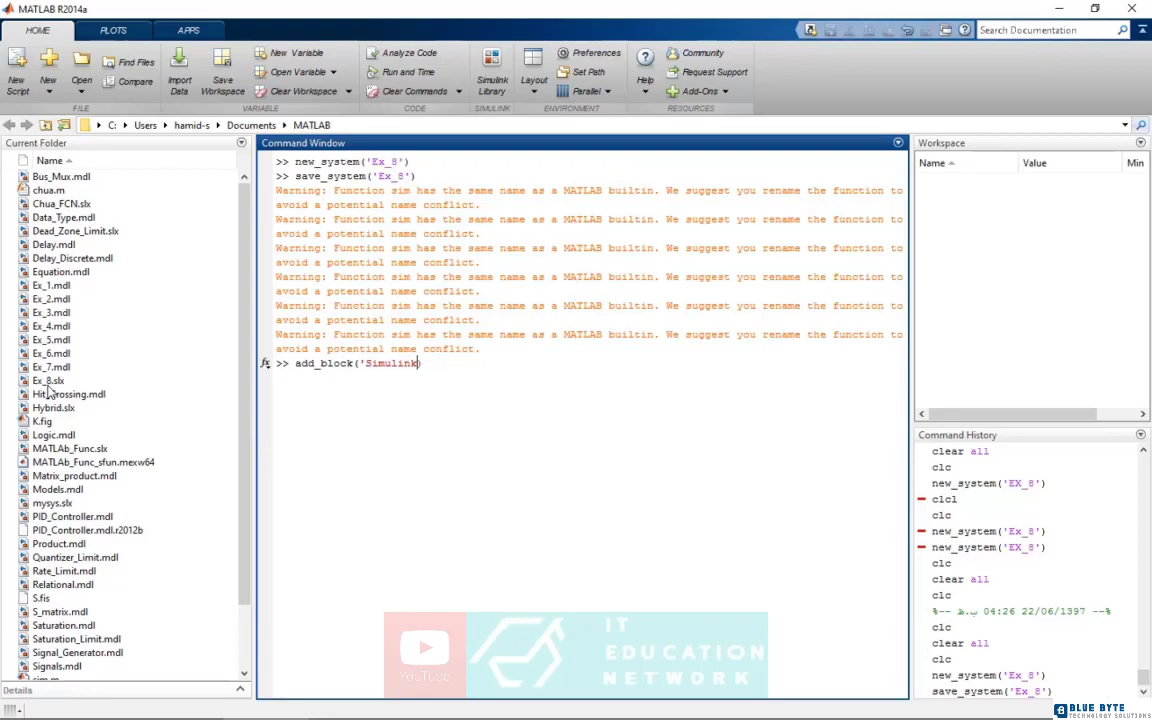 MATLAB R2014a
HOME
PLOTS
APPS
Search Documentation
New Script
New
Open
Find Files
Compare
Import Data
Save Workspace
New Variable
Open Variable
Clear Workspace
Analyze Code
Run and Time
Clear Commands
Simulink Library
Layout
Preferences
Set Path
Parallel
Help
Community
Request Support
Add-Ons
FILE
VARIABLE
CODE
SIMULINK
ENVIRONMENT
RESOURCES
C: Users hamid-s Documents MATLAB
Current Folder
Name
Bus_Mux.mdl
chua.m
Chua_FCN.slx
Data_Type.mdl
Dead_Zone_Limit.slx
Delay.mdl
Delay_Discrete.mdl
Equation.mdl
Ex_1.mdl
Ex_2.mdl
Ex_3.mdl
Ex_4.mdl
Ex_5.mdl
Ex_6.mdl
Ex_7.mdl
Ex_8.slx
Hit_crossing.mdl
Hybrid.slx
K.fig
Logic.mdl
MATLAb_Func.slx
MATLAb_Func_sfun.mexw64
Matrix_product.mdl
Models.mdl
mysys.slx
PID_Controller.mdl
PID_Controller.mdl.r2012b
Product.mdl
Quantizer_Limit.mdl
Rate_Limit.mdl
Relational.mdl
S.fis
S_matrix.mdl
Saturation.mdl
Saturation_Limit.mdl
Signal_Generator.mdl
Signals.mdl
sim.m
Details
Command Window
>> new_system('Ex_8')
>> save_system('Ex_8')
Warning: Function sim has the same name as a MATLAB builtin. We suggest you rename the function to
avoid a potential name conflict.
Warning: Function sim has the same name as a MATLAB builtin. We suggest you rename the function to
avoid a potential name conflict.
Warning: Function sim has the same name as a MATLAB builtin. We suggest you rename the function to
avoid a potential name conflict.
Warning: Function sim has the same name as a MATLAB builtin. We suggest you rename the function to
avoid a potential name conflict.
Warning: Function sim has the same name as a MATLAB builtin. We suggest you rename the function to
avoid a potential name conflict.
Warning: Function sim has the same name as a MATLAB builtin. We suggest you rename the function to
avoid a potential name conflict.
fx >> add_block('Simulink)
Workspace
Name Value Min
Command History
clear all
clc
new_system('EX_8')
clcl
clc
new_system('Ex_8')
new_system('EX_8')
clc
clear all
clc
%-- 22/06/1397 04:26 ب.ظ --%
clc
clear all
clc
new_system('Ex_8')
save_system('Ex_8')
YouTube
IT
EDUCATION
NETWORK
BLUE BYTE
TECHNOLOGY SOLUTIONS